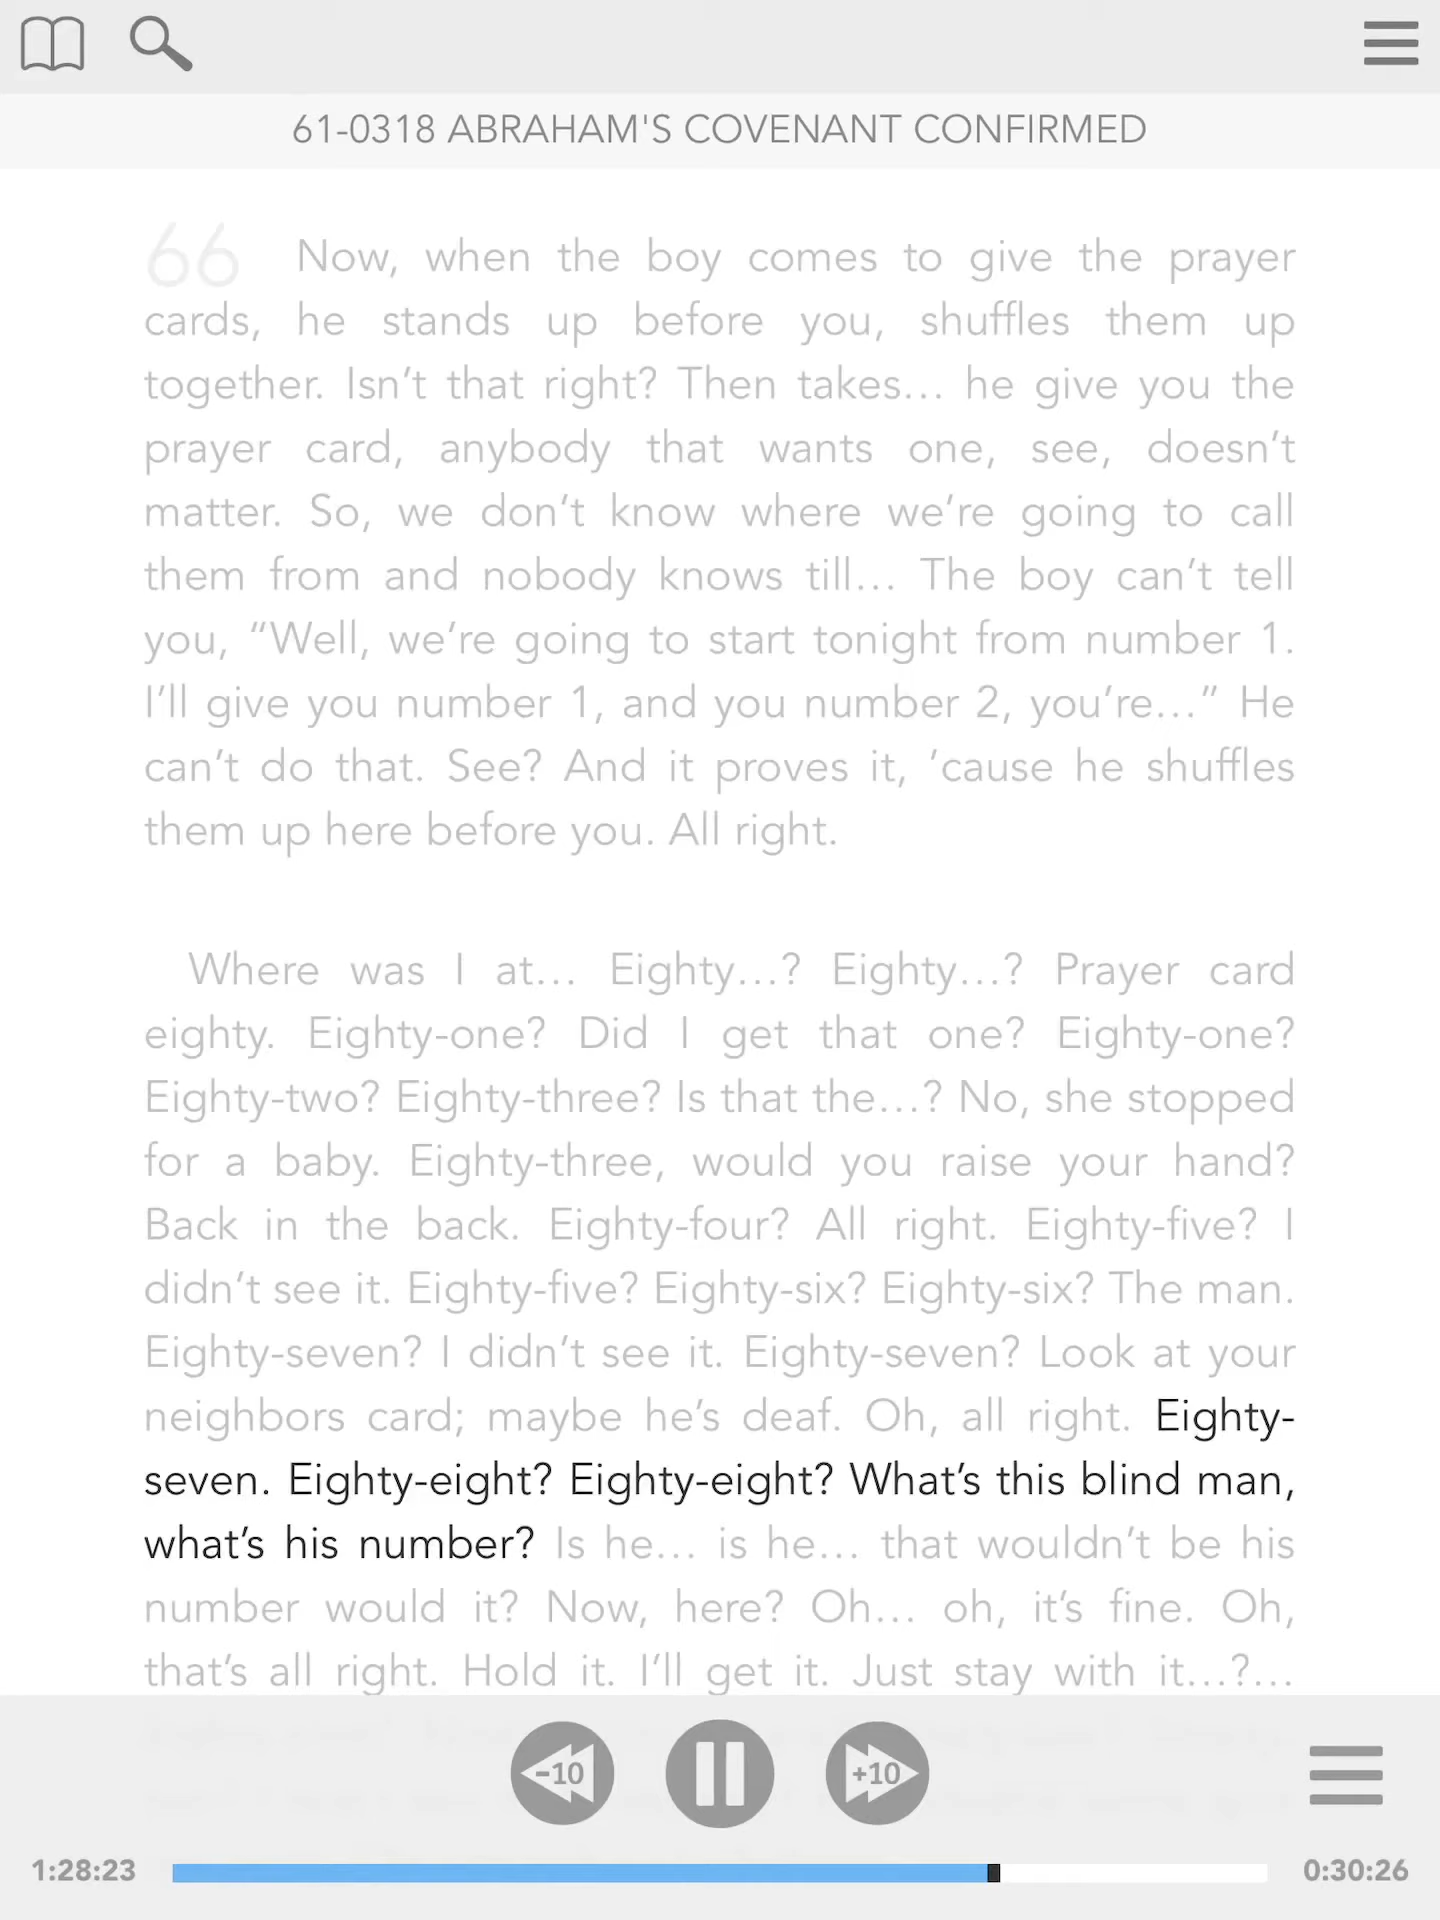 61-0318 ABRAHAM'S COVENANT CONFIRMED
66 Now, when the boy comes to give the prayer
cards, he stands up before you, shuffles them up
together. Isn’t that right? Then takes… he give you the
prayer card, anybody that wants one, see, doesn’t
matter. So, we don’t know where we’re going to call
them from and nobody knows till… The boy can’t tell
you, “Well, we’re going to start tonight from number 1.
I’ll give you number 1, and you number 2, you’re…” He
can’t do that. See? And it proves it, ’cause he shuffles
them up here before you. All right.
Where was I at… Eighty…? Eighty…? Prayer card
eighty. Eighty-one? Did I get that one? Eighty-one?
Eighty-two? Eighty-three? Is that the…? No, she stopped
for a baby. Eighty-three, would you raise your hand?
Back in the back. Eighty-four? All right. Eighty-five? I
didn’t see it. Eighty-five? Eighty-six? Eighty-six? The man.
Eighty-seven? I didn’t see it. Eighty-seven? Look at your
neighbors card; maybe he’s deaf. Oh, all right. Eighty-
seven. Eighty-eight? Eighty-eight? What’s this blind man,
what’s his number? Is he… is he… that wouldn’t be his
number would it? Now, here? Oh… oh, it’s fine. Oh,
that’s all right. Hold it. I’ll get it. Just stay with it…?…
-10 +10
1:28:23 0:30:26